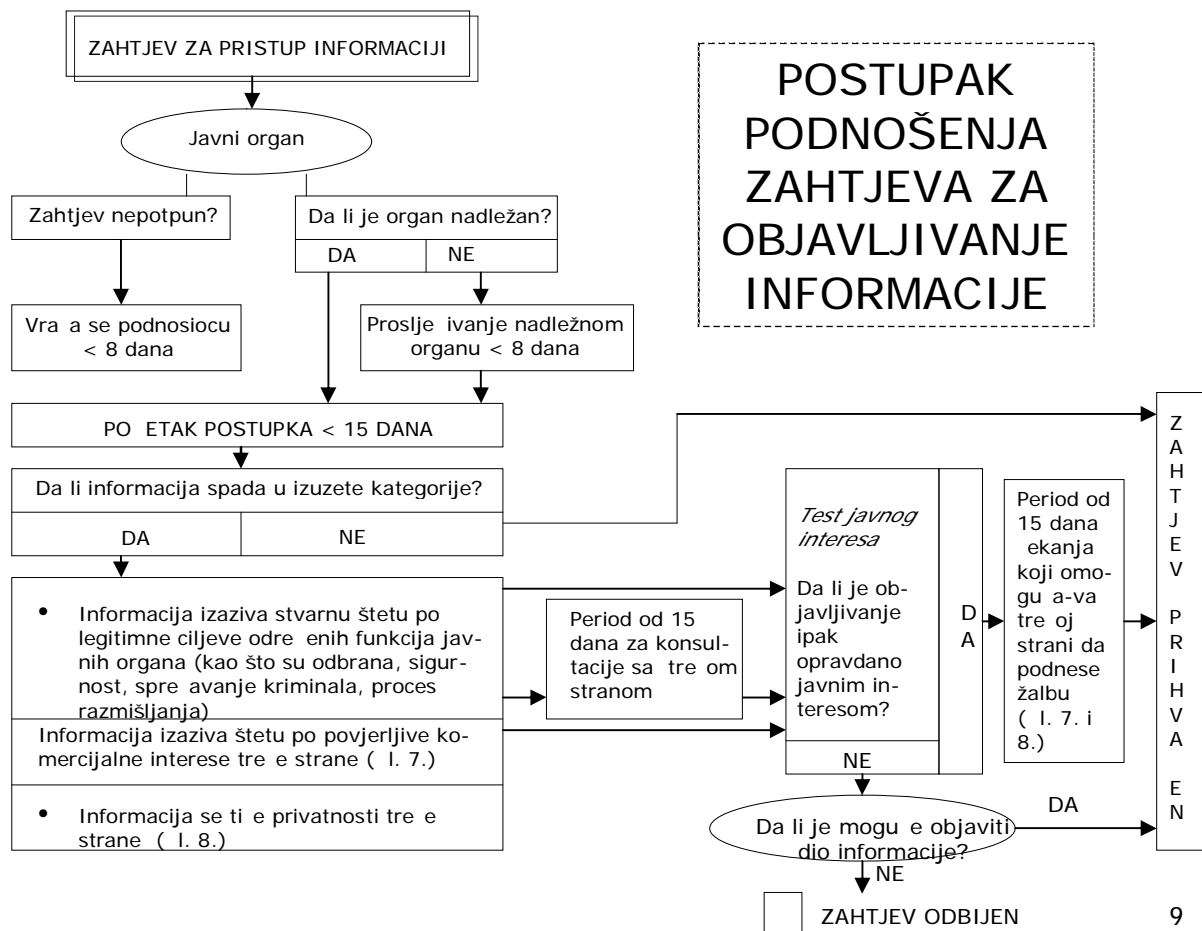 ZAHTJEV ZA PRISTUP INFORMACIJI
POSTUPAK
PODNOŠENJA
ZAHTJEVA ZA
OBJAVLJIVANJE
INFORMACIJE
Javni organ
Zahtjev nepotpun?
Da li je organ nadležan?
DA
NE
Vra a se podnosiocu
< 8 dana
Proslje ivanje nadležnom
organu < 8 dana
PO ETAK POSTUPKA < 15 DANA
Da li informacija spada u izuzete kategorije?
DA
NE
• Informacija izaziva stvarnu štetu po
legitimne ciljeve odre enih funkcija jav-
nih organa (kao što su odbrana, sigur-
nost, spre avanje kriminala, proces
razmišljanja)
Informacija izaziva štetu po povjerljive ko-
mercijalne interese tre e strane ( l. 7.)
• Informacija se ti e privatnosti tre e
strane ( l. 8.)
Period od 15
dana za konsul-
tacije sa tre om
stranom
Test javnog
interesa
Da li je ob-
javljivanje
ipak
opravdano
javnim in-
teresom?
NE
D
A
Period od
15 dana
ekanja
koji omo-
gu a-va
tre oj
strani da
podnese
žalbu
( l. 7. i
8.)
Z
A
H
T
J
E
V
P
R
I
H
V
A
EN
Da li je mogu e objaviti
dio informacije?
DA
NE
ZAHTJEV ODBIJEN
9